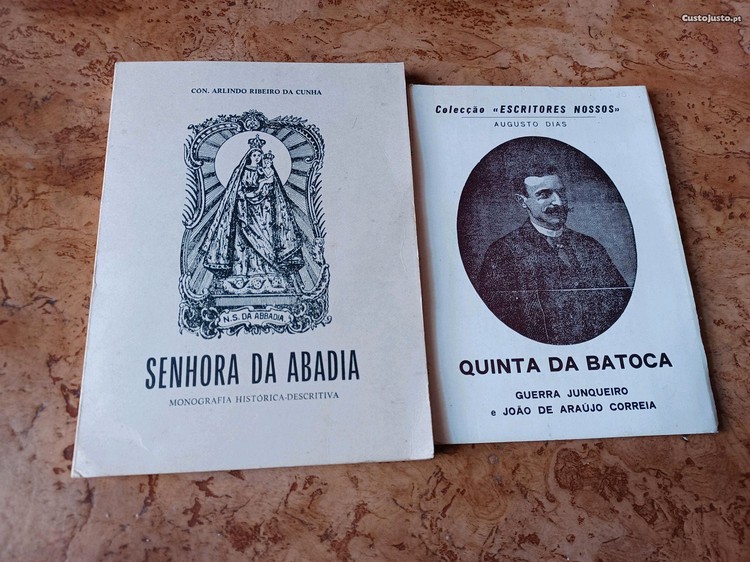 CÓN. ARLINDO RIBEIRO DA CUNHA
N.S. DA ABBADIA
SENHORA DA ABADIA
MONOGRAFIA HISTÓRICA-DESCRITIVA
Colecção «ESCRITORES NOSSOS»
AUGUSTO DIAS
QUINTA DA BATOCA
GUERRA JUNQUEIRO
e JOÃO DE ARAÚJO CORREIA
CustoJusto.pt